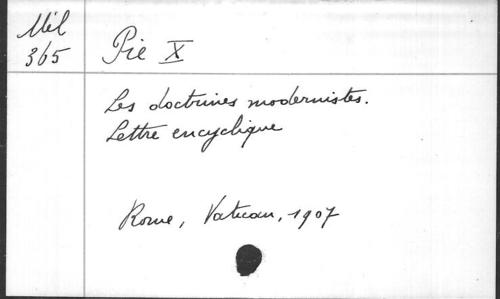 Mél
365
Pie X
Les doctrines modernistes.
Lettre encyclique
Rome, Vatican, 1907